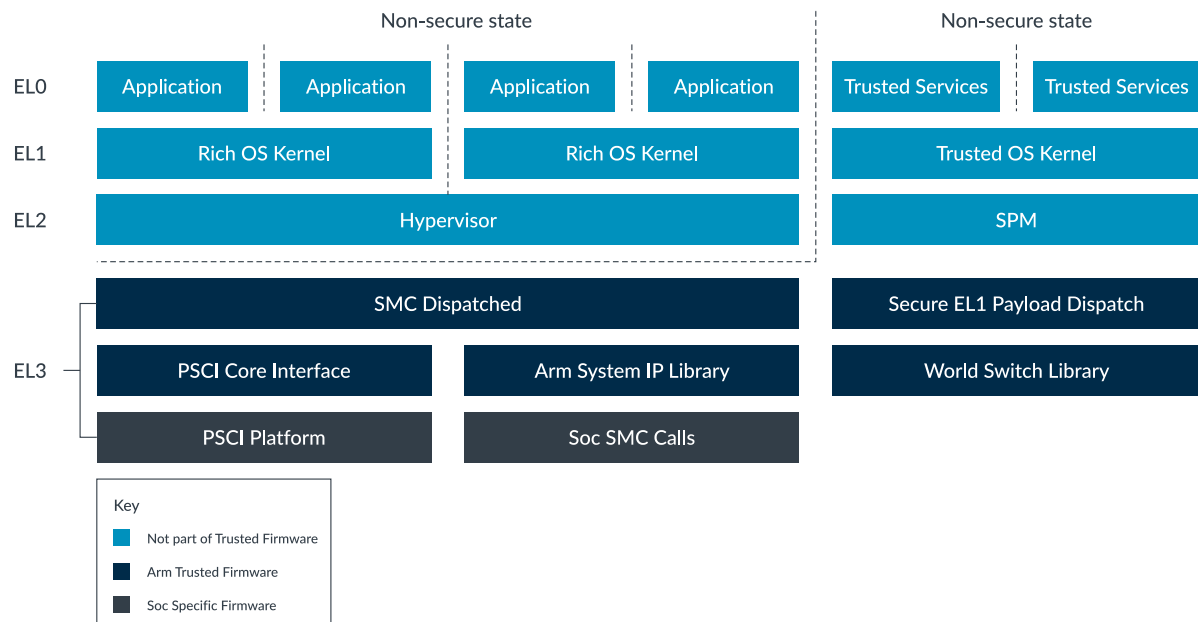 Non-secure state
Non-secure state
EL0
Application
Application
Application
Application
Trusted Services
Trusted Services
EL1
Rich OS Kernel
Rich OS Kernel
Trusted OS Kernel
EL2
Hypervisor
SPM
SMC Dispatched
Secure EL1 Payload Dispatch
EL3
PSCI Core Interface
Arm System IP Library
World Switch Library
PSCI Platform
Soc SMC Calls
Key
Not part of Trusted Firmware
Arm Trusted Firmware
Soc Specific Firmware